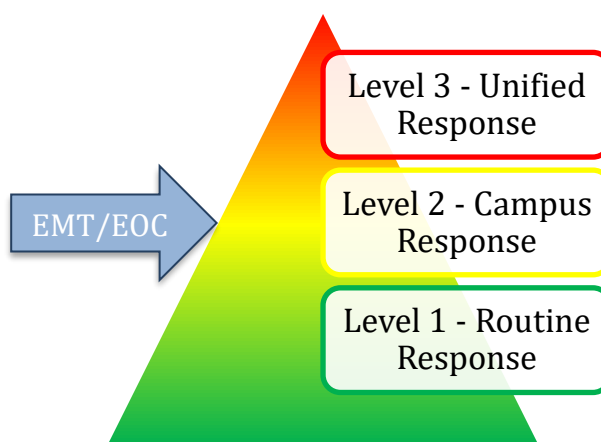 Level 3 - Unified
Response
EMT/EOC
Level 2 - Campus
Response
Level 1 - Routine
Response